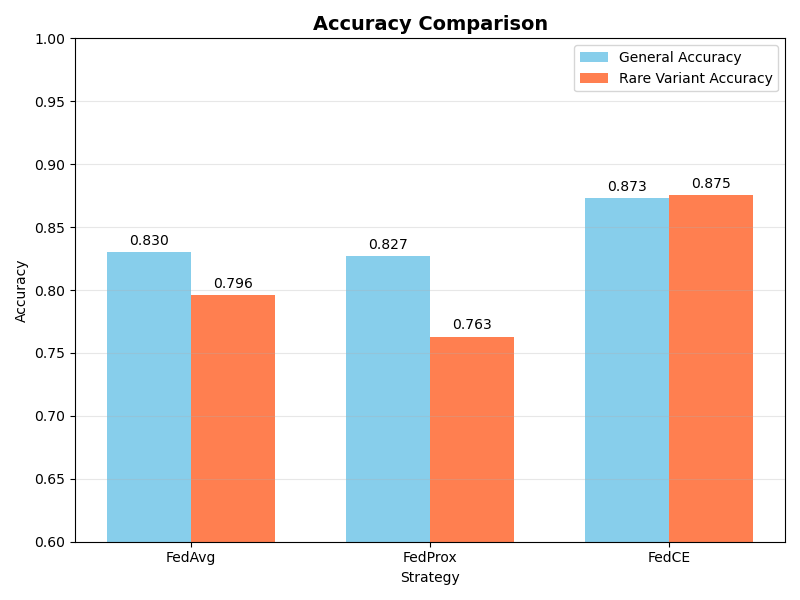 Accuracy Comparison
General Accuracy
Rare Variant Accuracy
Accuracy
1.00
0.95
0.90
0.85
0.80
0.75
0.70
0.65
0.60
0.830
0.796
0.827
0.763
0.873
0.875
FedAvg
FedProx
FedCE
Strategy